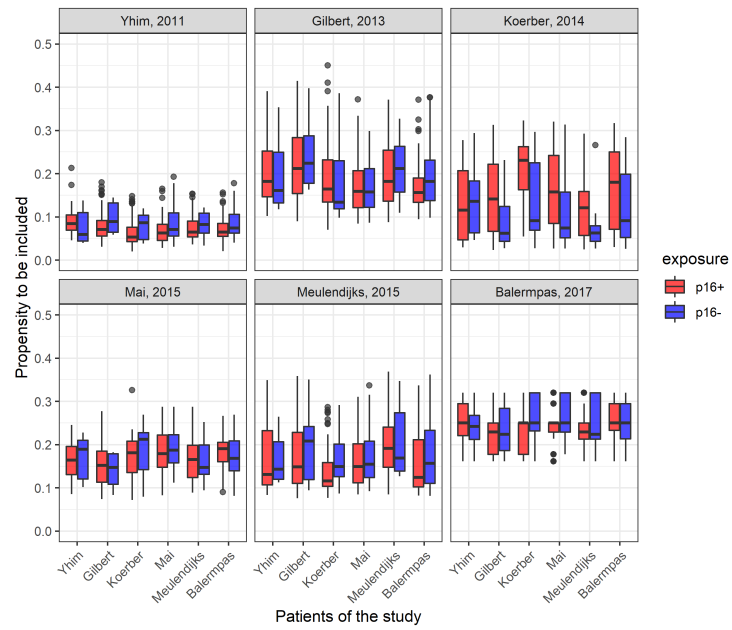 Yhim, 2011
Gilbert, 2013
Koerber, 2014
0.5
0.4
0.3
0.2
0.1
0.0
Mai, 2015
Meulendijks, 2015
Balermpas, 2017
0.5
0.4
0.3
0.2
0.1
0.0
Propensity to be included
Yhim
Gilbert
Koerber
Mai
Meulendijks
Balermpas
Yhim
Gilbert
Koerber
Mai
Meulendijks
Balermpas
Yhim
Gilbert
Koerber
Mai
Meulendijks
Balermpas
Patients of the study
exposure
p16+
p16-